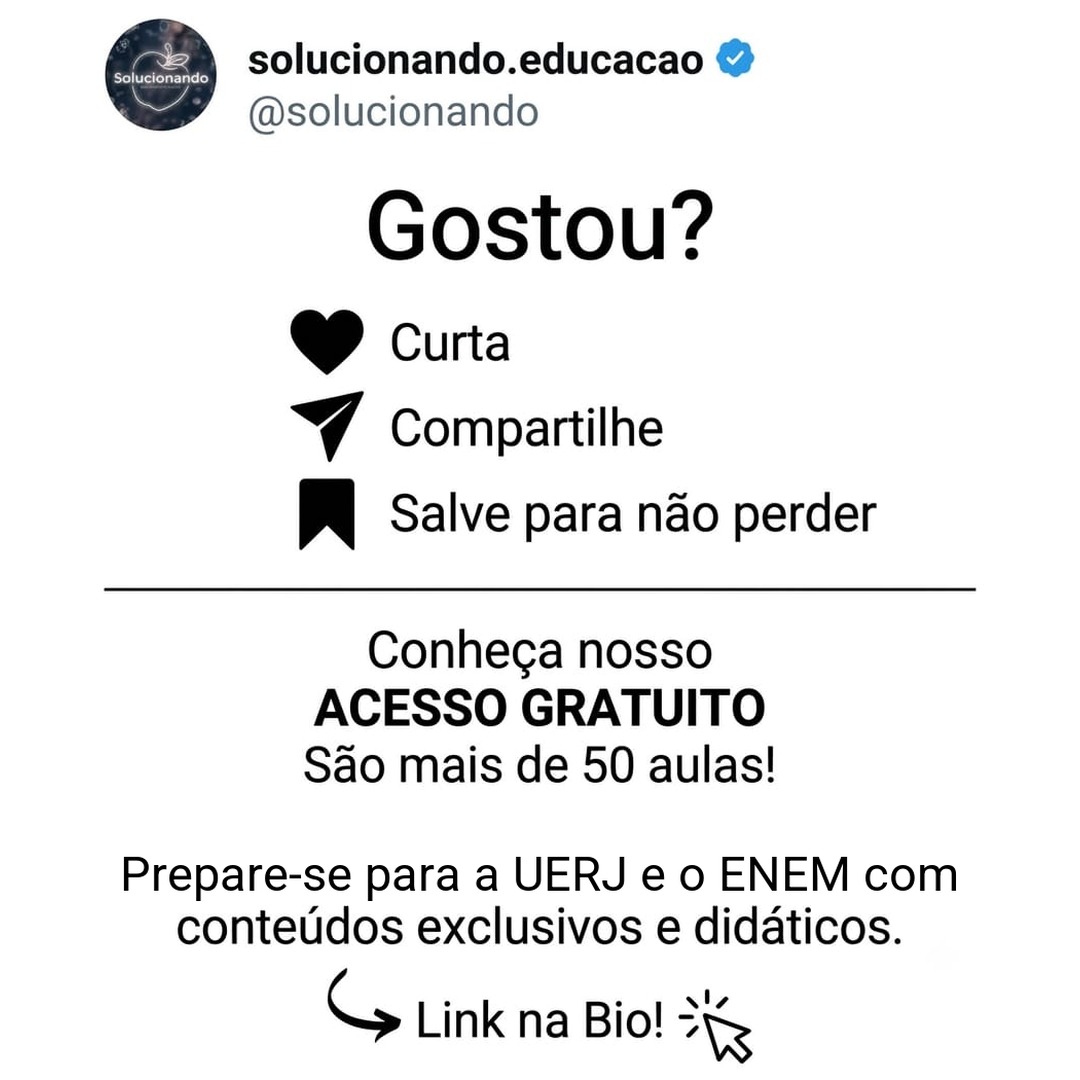 Solucionando
solucionando.educacao
@solucionando
Gostou?
Curta
Compartilhe
Salve para não perder
Conheça nosso
ACESSO GRATUITO
São mais de 50 aulas!
Prepare-se para a UERJ e o ENEM com
conteúdos exclusivos e didáticos.
Link na Bio!